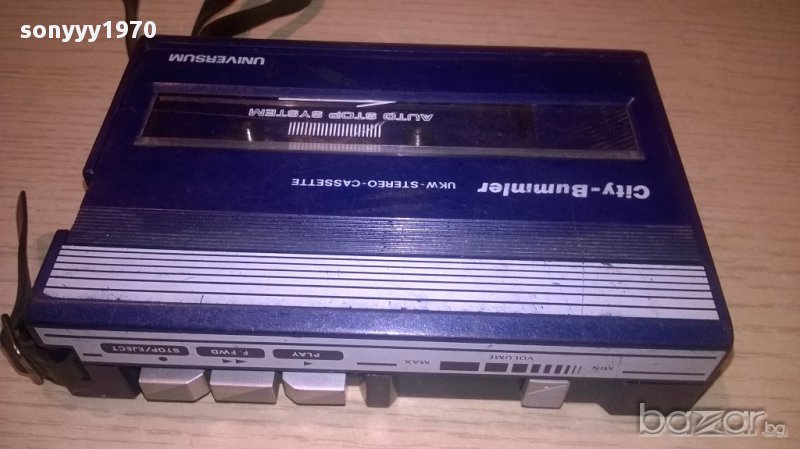 sonyyy1970
UNIVERSUM
AUTO STOP SYSTEM
City-Bummler
UKW-STEREO-CASSETTE
STOP/EJECT
F. FWD
PLAY
MAX
VOLUME
MIN
bazar.bg